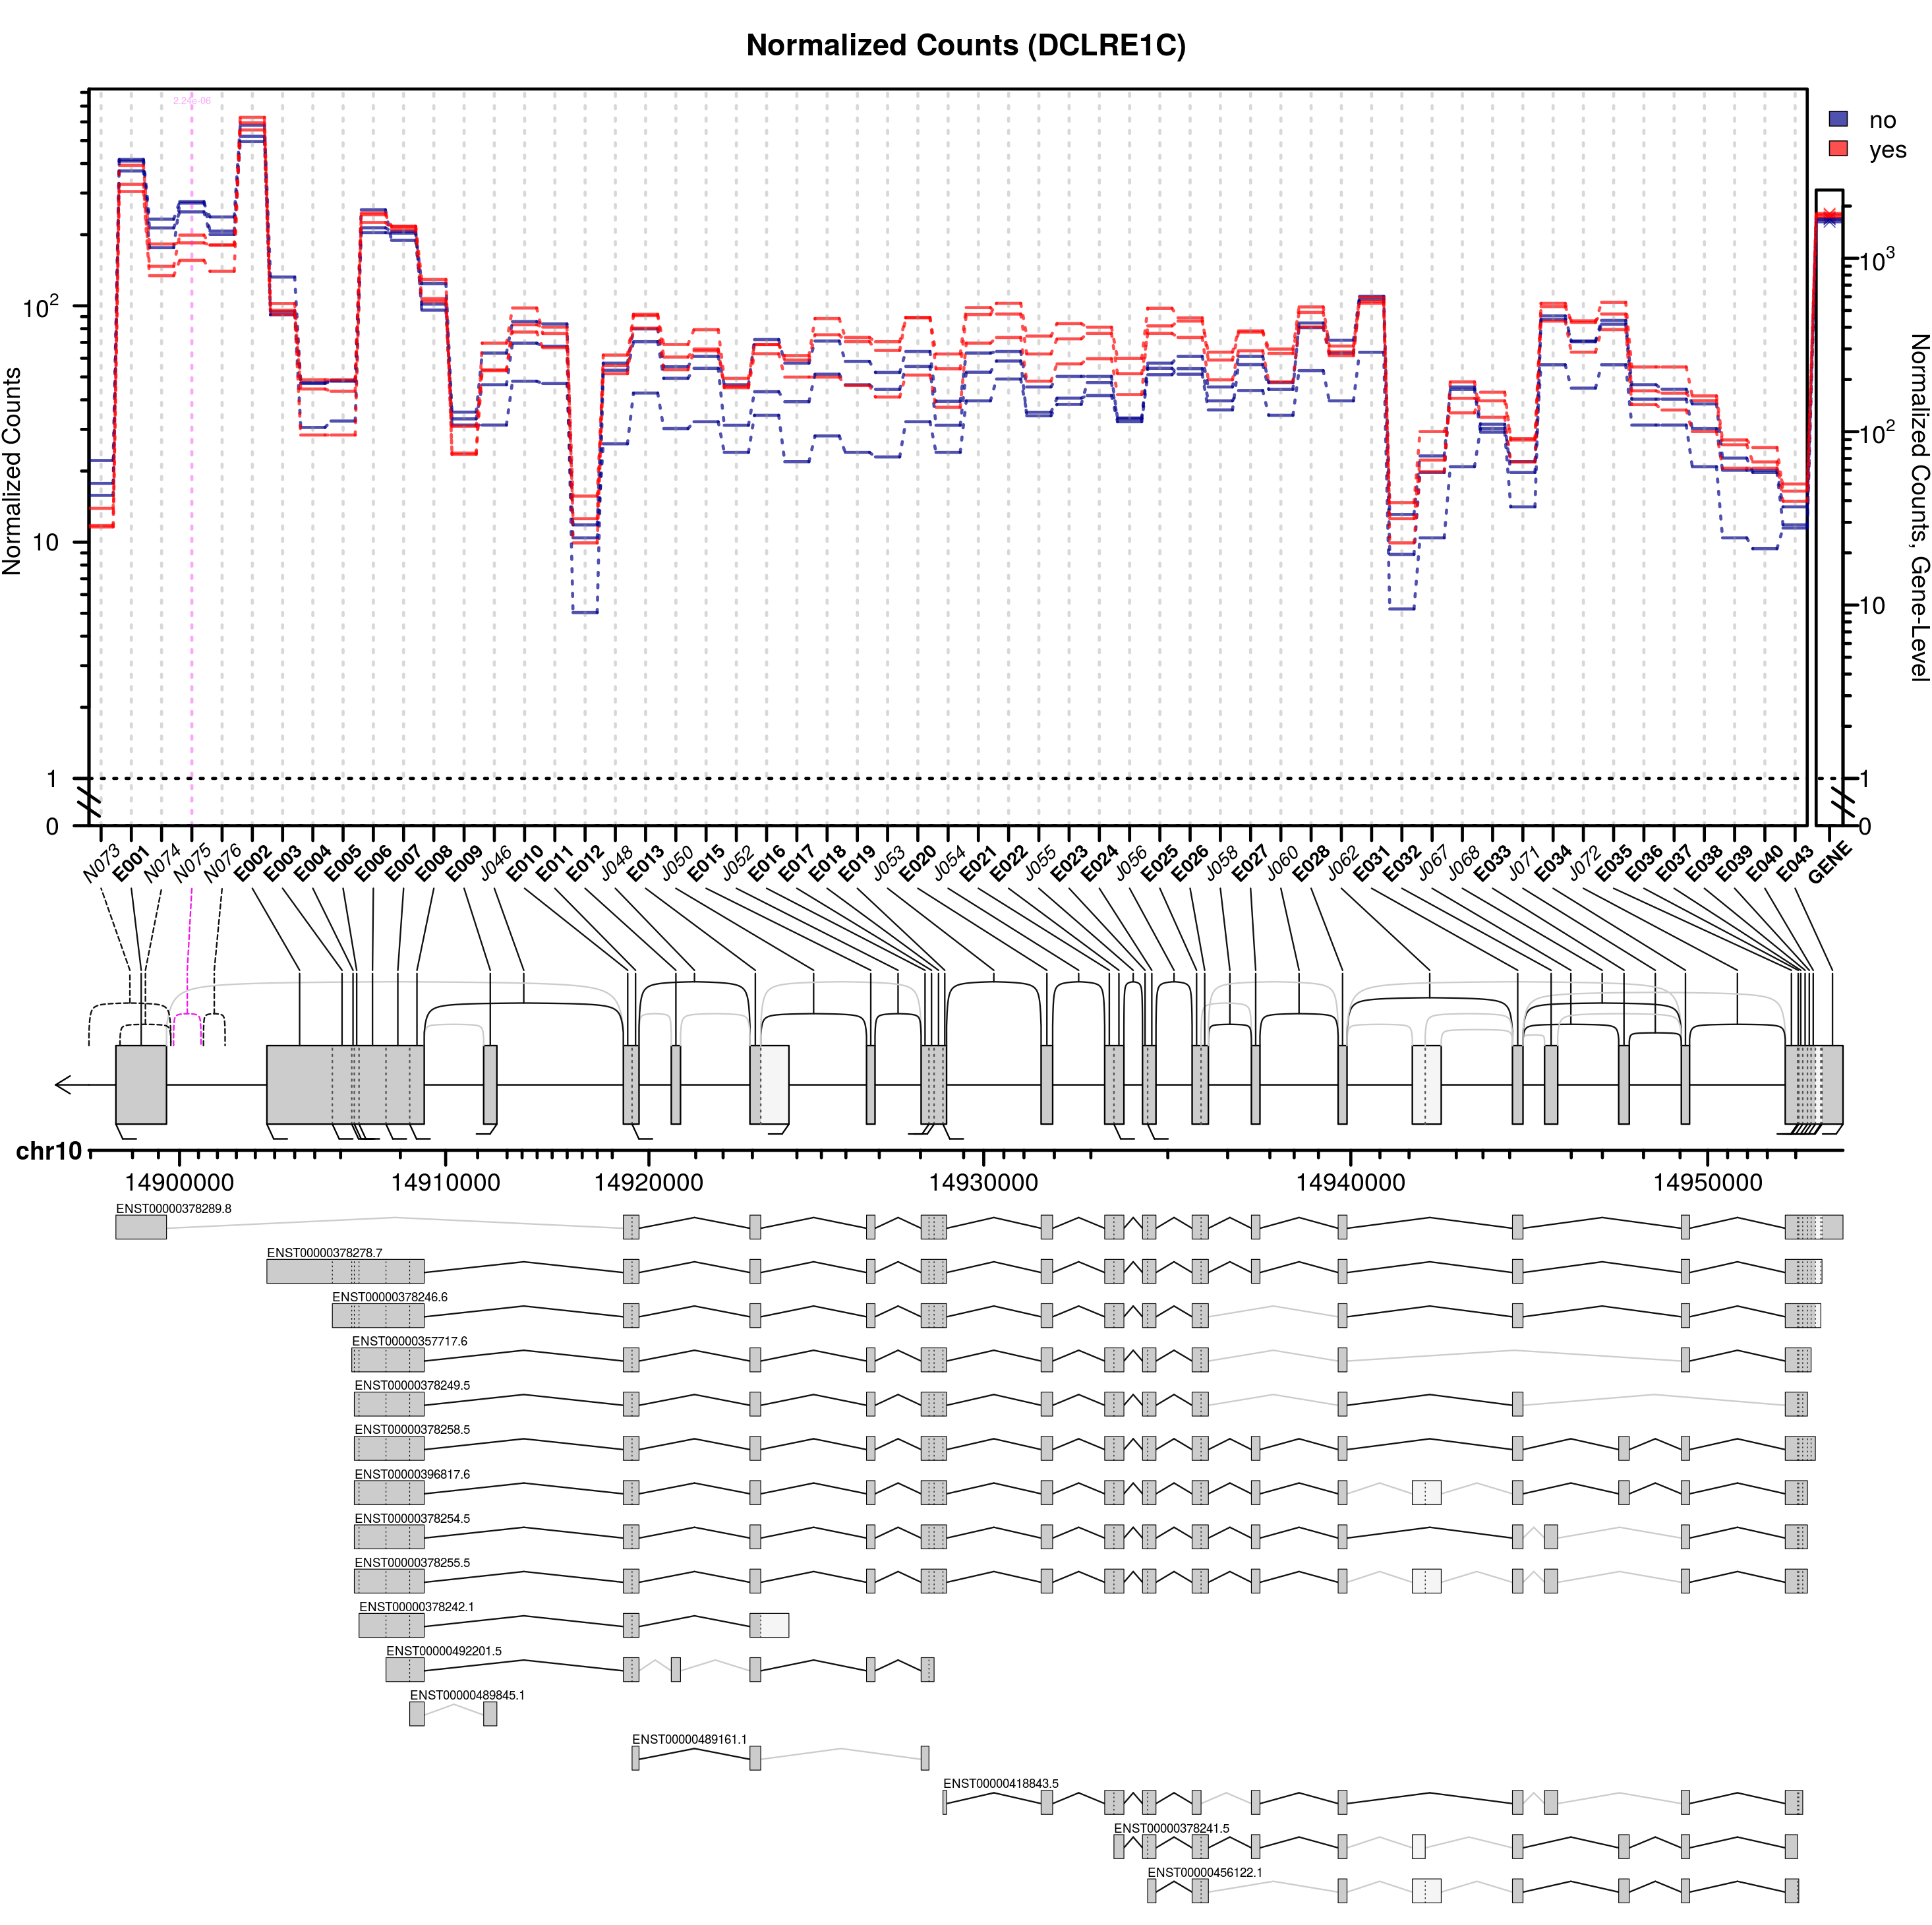 Normalized Counts (DCLRE1C)
2.24e-06
no
yes
Normalized Counts
10²
10
1
0
10³
10²
10
1
0
Normalized Counts, Gene-Level
N073 E001 N074 N075 N076 E002 E003 E004 E005 E006 E007 E008 E009 J046 E010 E011 E012 J048 E013 J050 E015 J052 E016 E017 E018 E019 J053 E020 J054 E021 E022 J055 E023 E024 J056 E025 E026 J058 E027 J060 E028 J062 E031 E032 J067 J068 E033 J071 E034 J072 E035 E036 E037 E038 E039 E040 E043 GENE
chr10
14900000 14910000 14920000 14930000 14940000 14950000
ENST00000378289.8
ENST00000378278.7
ENST00000378246.6
ENST00000357717.6
ENST00000378249.5
ENST00000378258.5
ENST00000396817.6
ENST00000378254.5
ENST00000378255.5
ENST00000378242.1
ENST00000492201.5
ENST00000489845.1
ENST00000489161.1
ENST00000418843.5
ENST00000378241.5
ENST00000456122.1